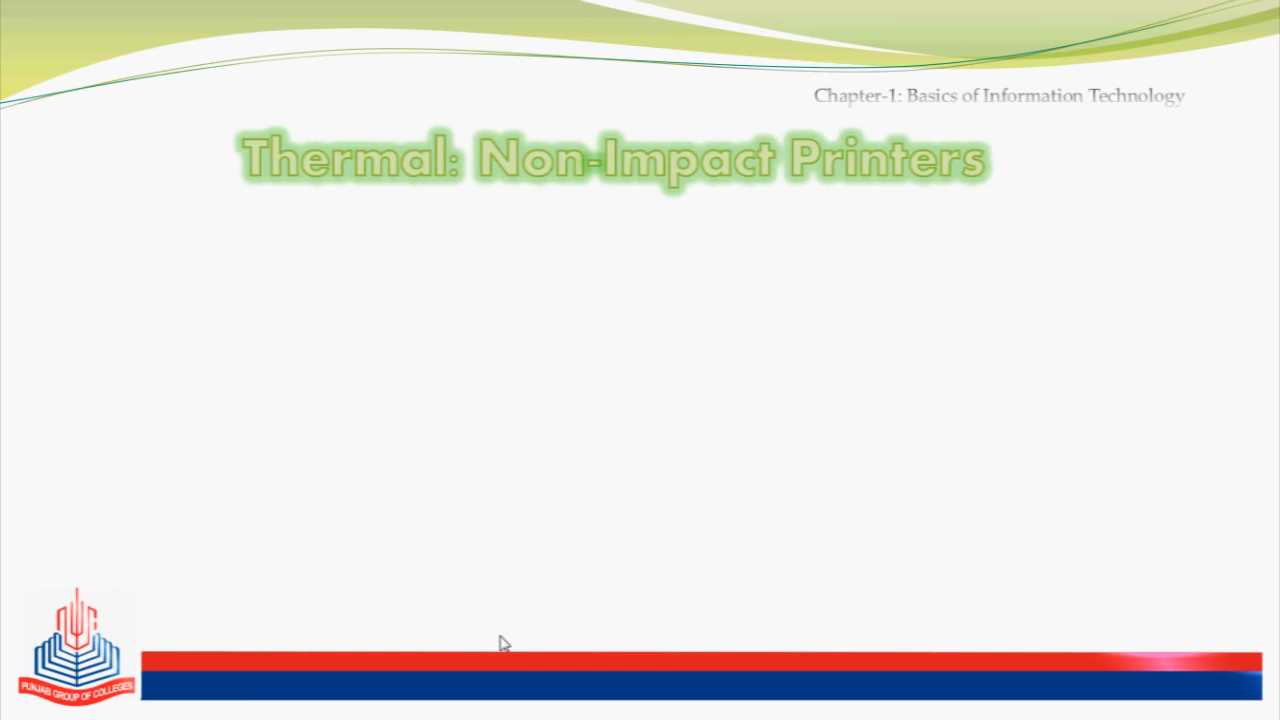 Chapter-1: Basics of Information Technology
Thermal: Non-Impact Printers
PUNJAB GROUP OF COLLEGES